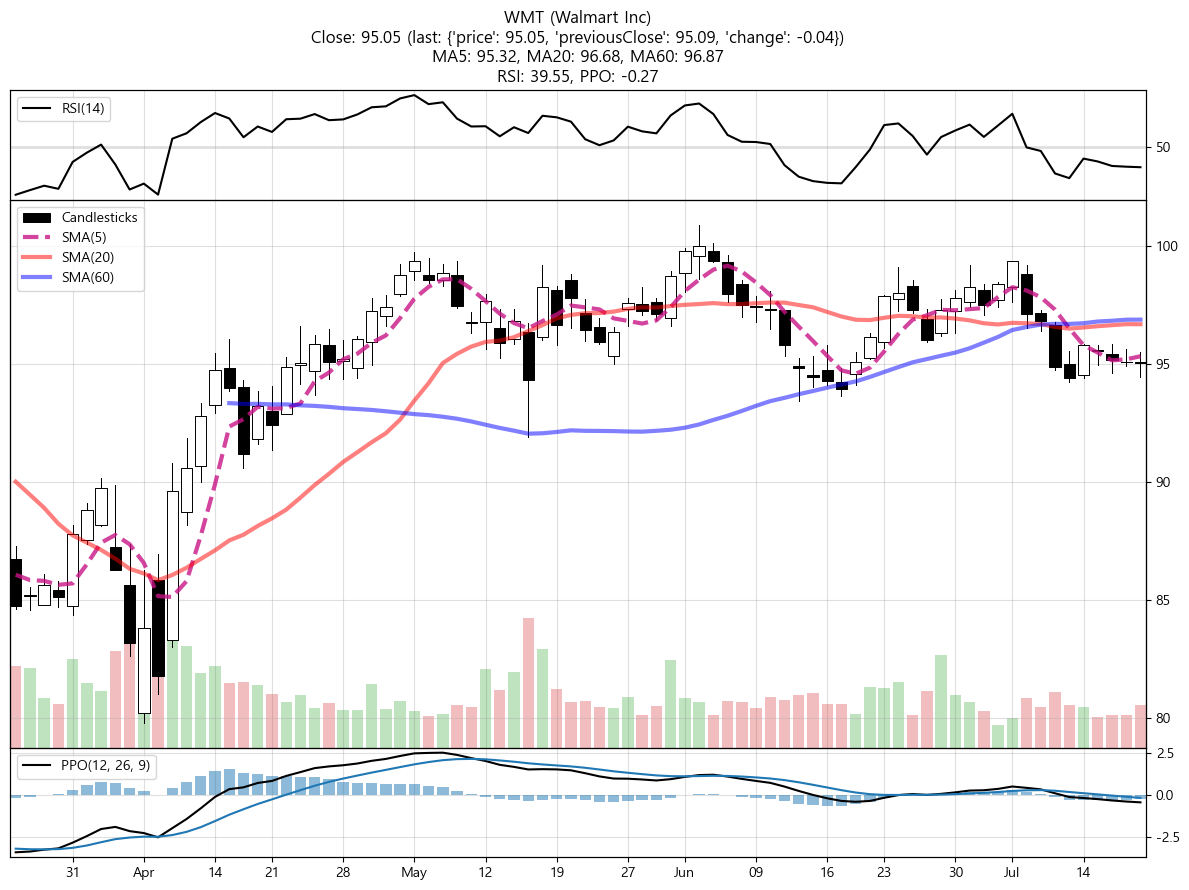 WMT (Walmart Inc)
Close: 95.05 (last: {'price': 95.05, 'previousClose': 95.09, 'change': -0.04})
MA5: 95.32, MA20: 96.68, MA60: 96.87
RSI: 39.55, PPO: -0.27
RSI(14)
50
Candlesticks
SMA(5)
SMA(20)
SMA(60)
100
95
90
85
80
PPO(12, 26, 9)
2.5
0.0
−2.5
31 Apr 14 21 28 May 12 19 27 Jun 09 16 23 30 Jul 14